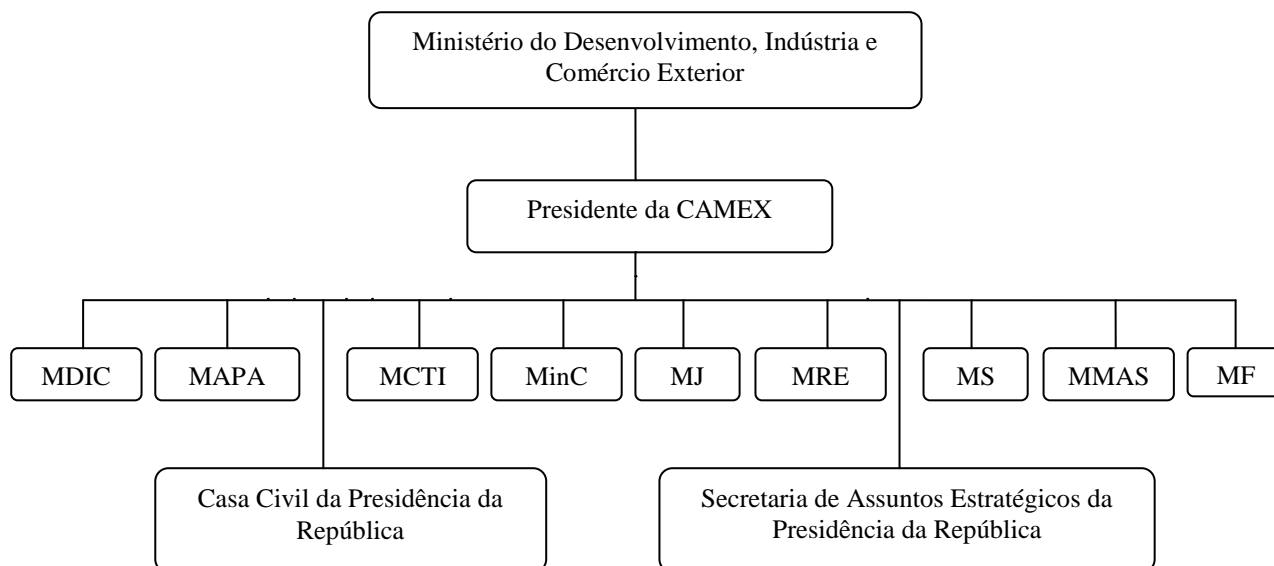 Ministério do Desenvolvimento, Indústria e
Comércio Exterior
Presidente da CAMEX
MDIC
MAPA
MCTI
MinC
MJ
MRE
MS
MMAS
MF
Casa Civil da Presidência da
República
Secretaria de Assuntos Estratégicos da
Presidência da República